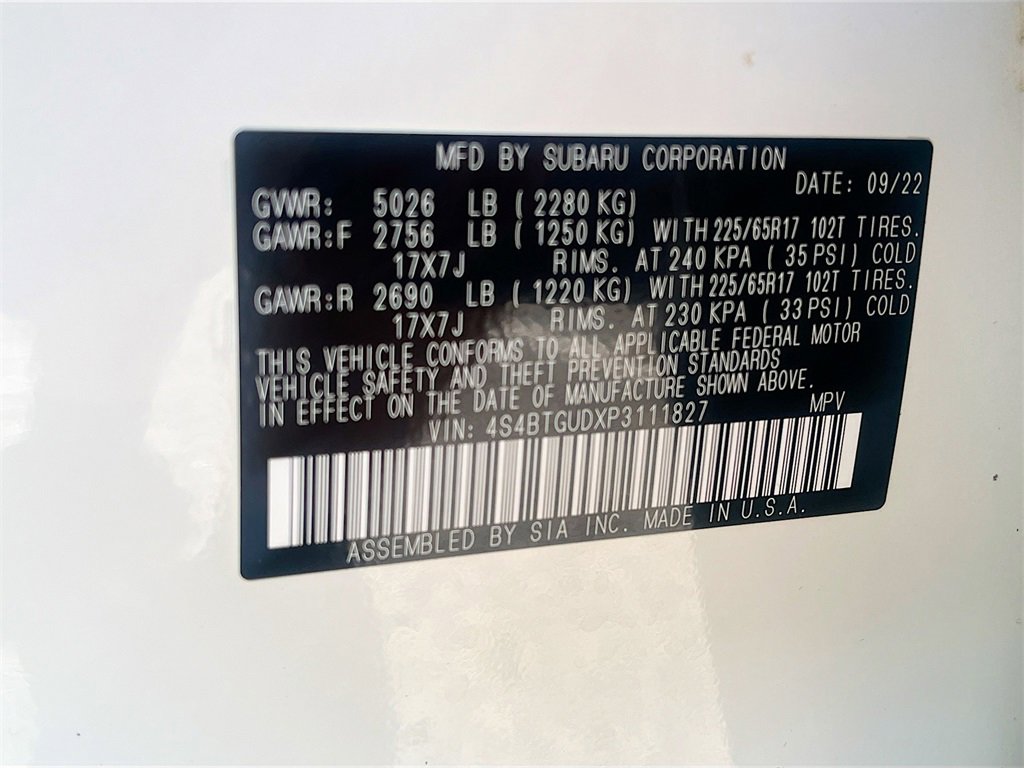 MFD BY SUBARU CORPORATION
DATE: 09/22
GVWR: 5026 LB ( 2280 KG)
GAWR:F 2756 LB ( 1250 KG) WITH 225/65R17 102T TIRES.
17X7J RIMS. AT 240 KPA ( 35 PSI) COLD
GAWR:R 2690 LB ( 1220 KG) WITH 225/65R17 102T TIRES.
17X7J RIMS. AT 230 KPA ( 33 PSI) COLD
THIS VEHICLE CONFORMS TO ALL APPLICABLE FEDERAL MOTOR
VEHICLE SAFETY AND THEFT PREVENTION STANDARDS
IN EFFECT ON THE DATE OF MANUFACTURE SHOWN ABOVE.
VIN: 4S4BTGUDXP3111827 MPV
ASSEMBLED BY SIA INC. MADE IN U.S.A.